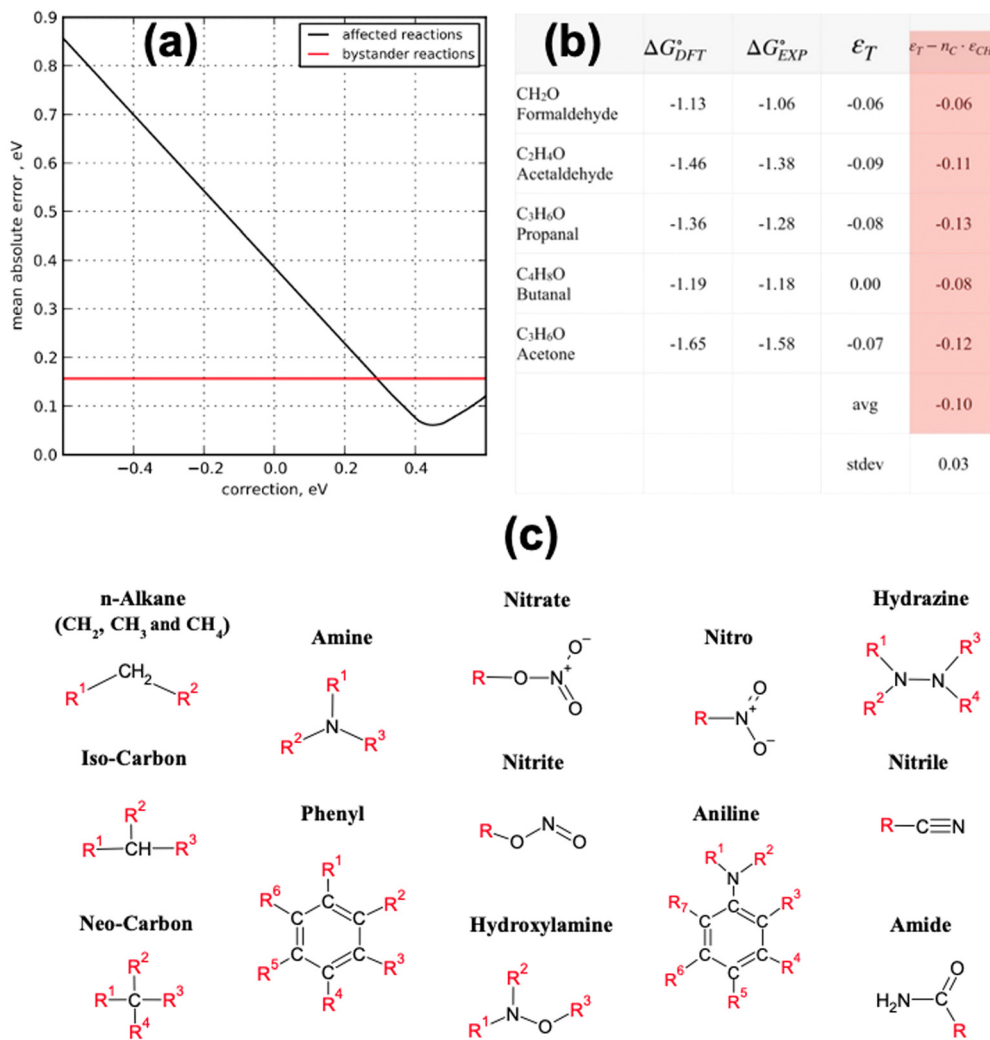 (a)
affected reactions
bystander reactions
mean absolute error , eV
0.9
0.8
0.7
0.6
0.5
0.4
0.3
0.2
0.1
0.0
−0.4 −0.2 0.0 0.2 0.4
correction, eV
(b) ΔG°DFT ΔG°EXP εT εT − nC · εCH
CH₂O
Formaldehyde -1.13 -1.06 -0.06 -0.06
C₂H₄O
Acetaldehyde -1.46 -1.38 -0.09 -0.11
C₃H₆O
Propanal -1.36 -1.28 -0.08 -0.13
C₄H₈O
Butanal -1.19 -1.18 0.00 -0.08
C₃H₆O
Acetone -1.65 -1.58 -0.07 -0.12
avg -0.10
stdev 0.03
(c)
n-Alkane
(CH₂, CH₃ and CH₄)
R¹ CH₂ R²
Amine
R¹ R² N R³
Nitrate
R O N⁺ O⁻ O
Nitro
R N⁺ O O⁻
Hydrazine
R¹ R² N N R³ R⁴
Iso-Carbon
R¹ R² CH R³
Phenyl
R¹ R² R³ R⁴ R⁵ R⁶ C C C C C C
Nitrite
R O N O
Aniline
R¹ R² N R³ R⁴ R⁵ R⁶ R₇ C C C C C C
Nitrile
R C N
Neo-Carbon
R¹ R² C R³ R⁴
Hydroxylamine
R¹ R² N O R³
Amide
H₂N C O R